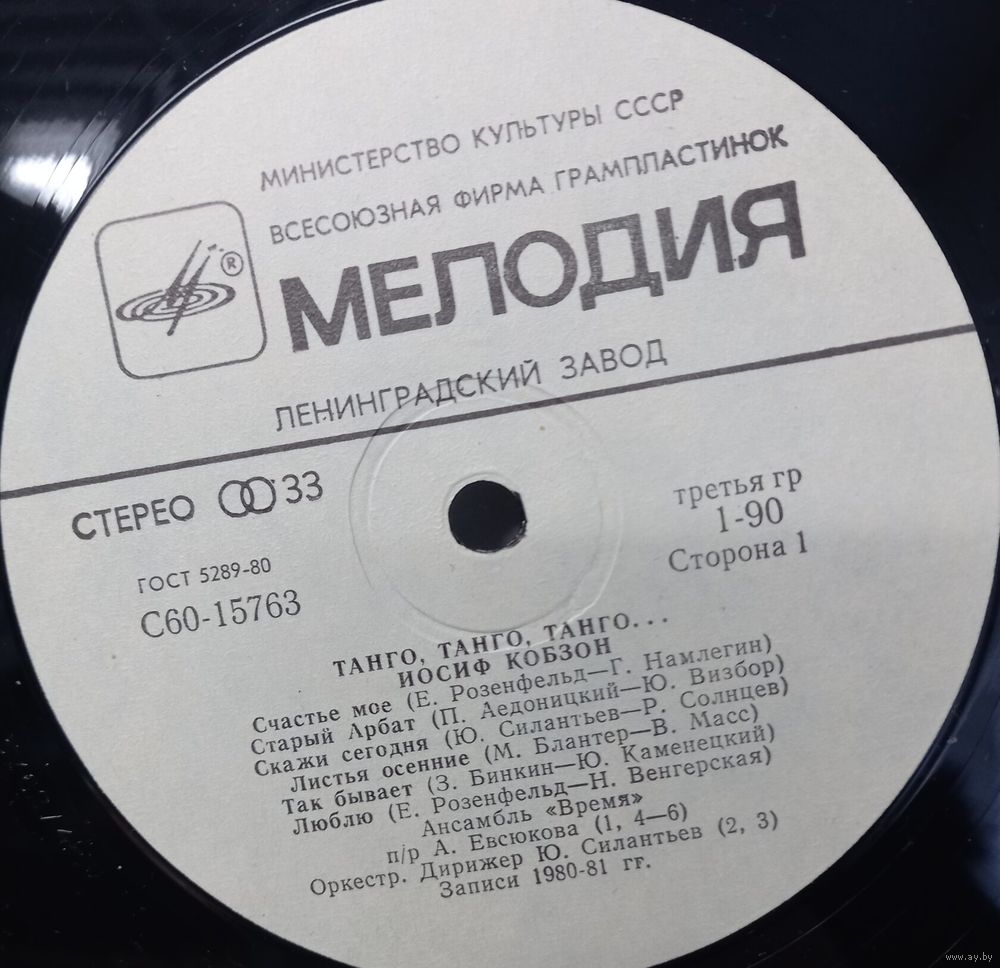 МИНИСТЕРСТВО КУЛЬТУРЫ СССР
ВСЕСОЮЗНАЯ ФИРМА ГРАМПЛАСТИНОК
МЕЛОДИЯ
®
ЛЕНИНГРАДСКИЙ ЗАВОД
СТЕРЕО 33
ГОСТ 5289-80
С60-15763
третья гр
1-90
Сторона 1
ТАНГО, ТАНГО, ТАНГО...
ИОСИФ КОБЗОН
Счастье мое (Е. Розенфельд—Г. Намлегин)
Старый Арбат (П. Аедоницкий—Ю. Визбор)
Скажи сегодня (Ю. Силантьев—Р. Солнцев)
Листья осенние (М. Блантер—В. Масс)
Так бывает (З. Бинкин—Ю. Каменецкий)
Люблю (Е. Розенфельд—Н. Венгерская)
Ансамбль «Время»
п/р А. Евсюкова (1, 4—6)
Оркестр. Дирижер Ю. Силантьев (2, 3)
Записи 1980-81 гг.
www.ay.by